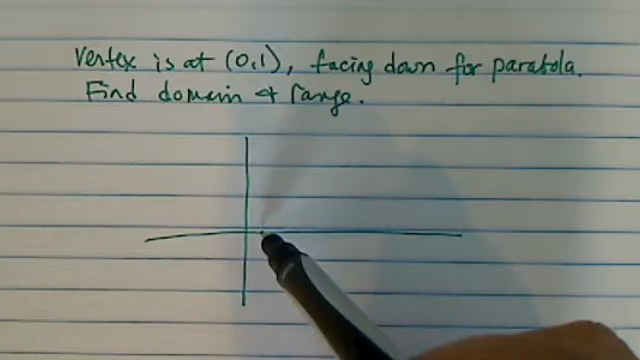 Vertex is at (0,1), facing down for parabola.
Find domain & range.